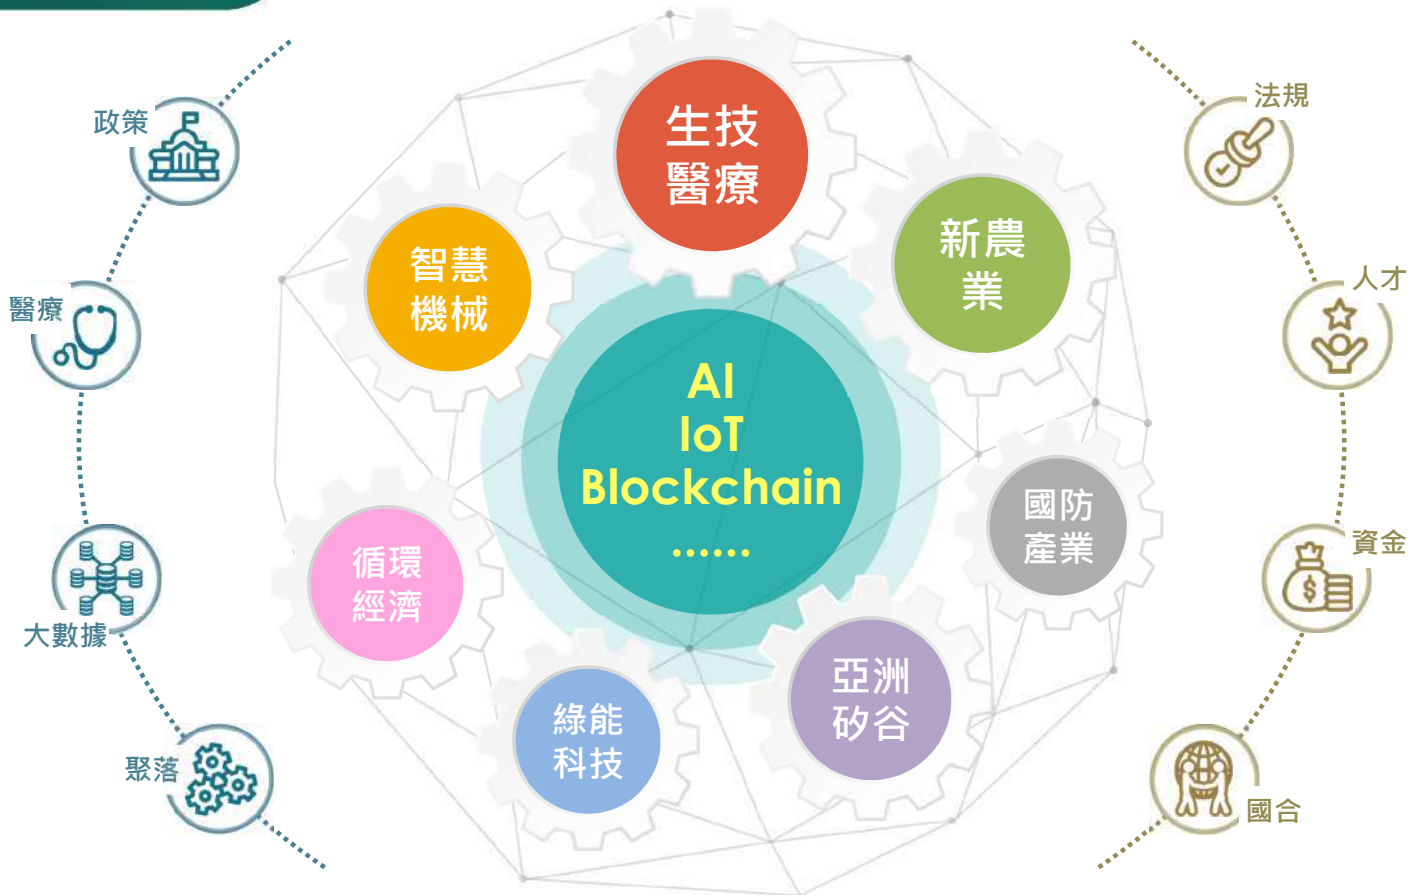 政策
醫療
大數據
聚落
生技
醫療
智慧
機械
新農
業
AI
IoT
Blockchain
......
國防
產業
循環
經濟
亞洲
矽谷
綠能
科技
法規
人才
資金
國合